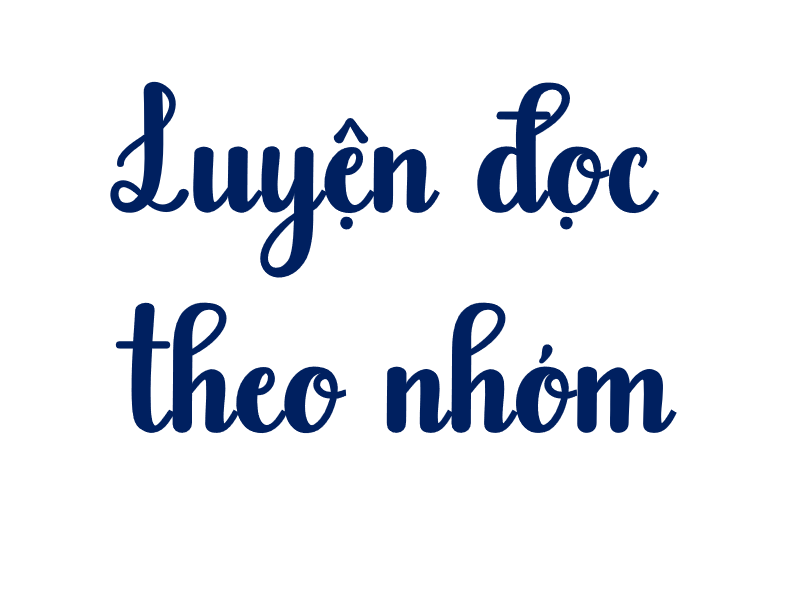 Luyện đọc
theo nhóm